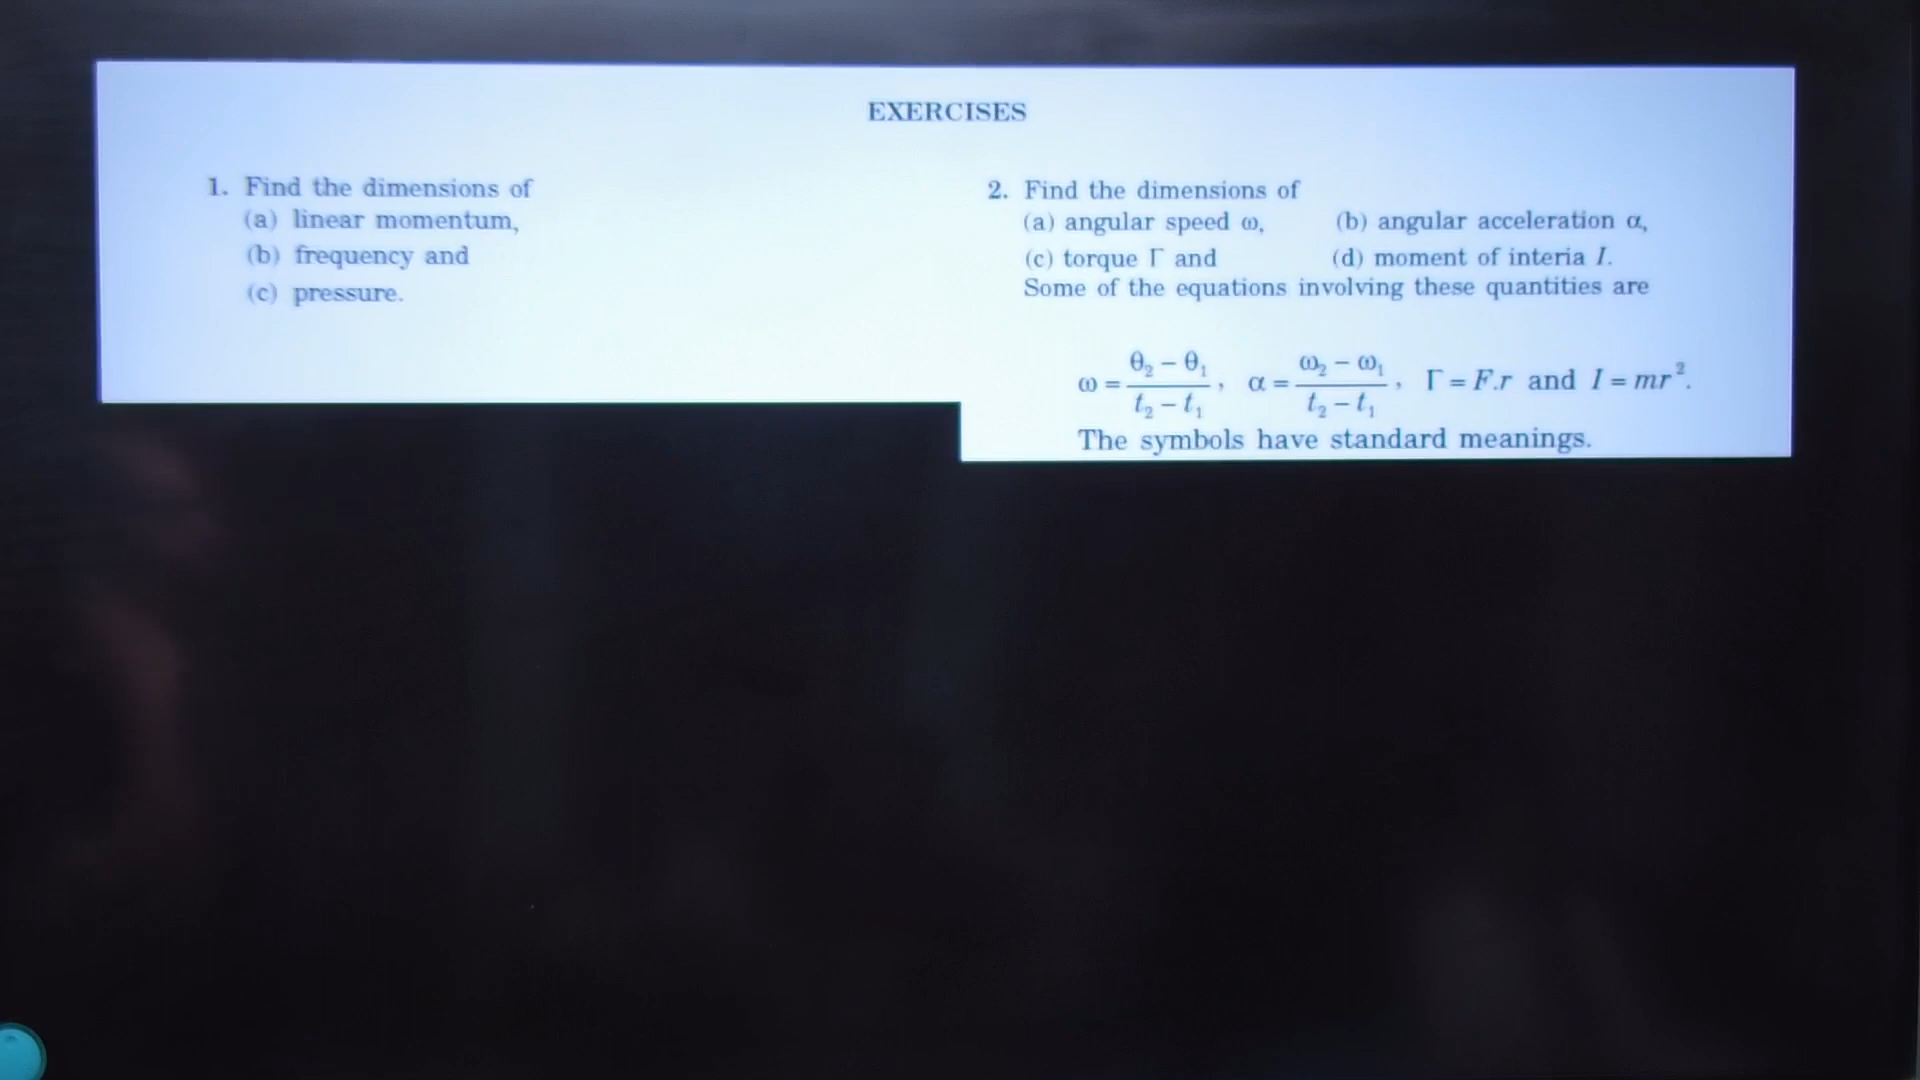 EXERCISES
1. Find the dimensions of
(a) linear momentum,
(b) frequency and
(c) pressure.
2. Find the dimensions of
(a) angular speed ω, (b) angular acceleration α,
(c) torque Γ and (d) moment of interia I.
Some of the equations involving these quantities are
ω = (θ₂ − θ₁)/(t₂ − t₁), α = (ω₂ − ω₁)/(t₂ − t₁), Γ = F.r and I = mr².
The symbols have standard meanings.